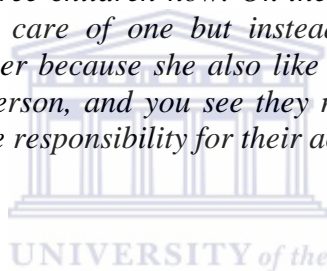 ree children now. On the
care of one but instead
er because she also like
erson, and you see they r
e responsibility for their a
UNIVERSITY of the